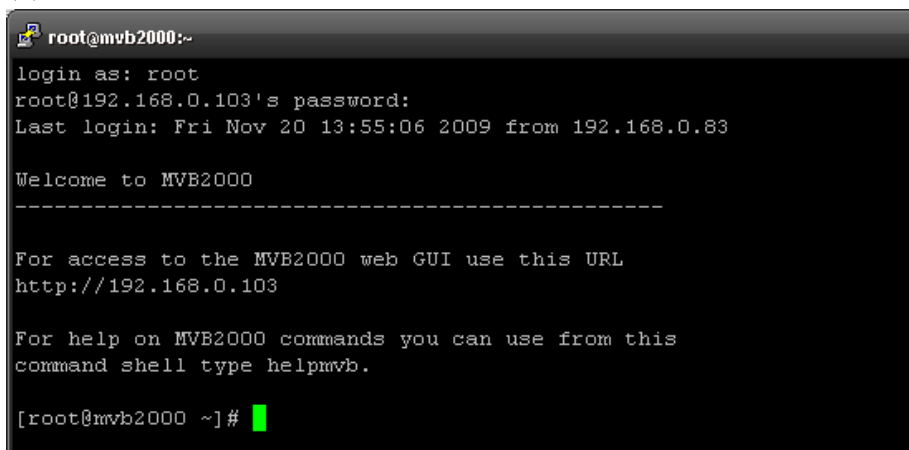 root@mvb2000:~
login as: root
root@192.168.0.103's password:
Last login: Fri Nov 20 13:55:06 2009 from 192.168.0.83
Welcome to MVB2000
-------------------------------------------------
For access to the MVB2000 web GUI use this URL
http://192.168.0.103
For help on MVB2000 commands you can use from this
command shell type helpmvb.
[root@mvb2000 ~]#